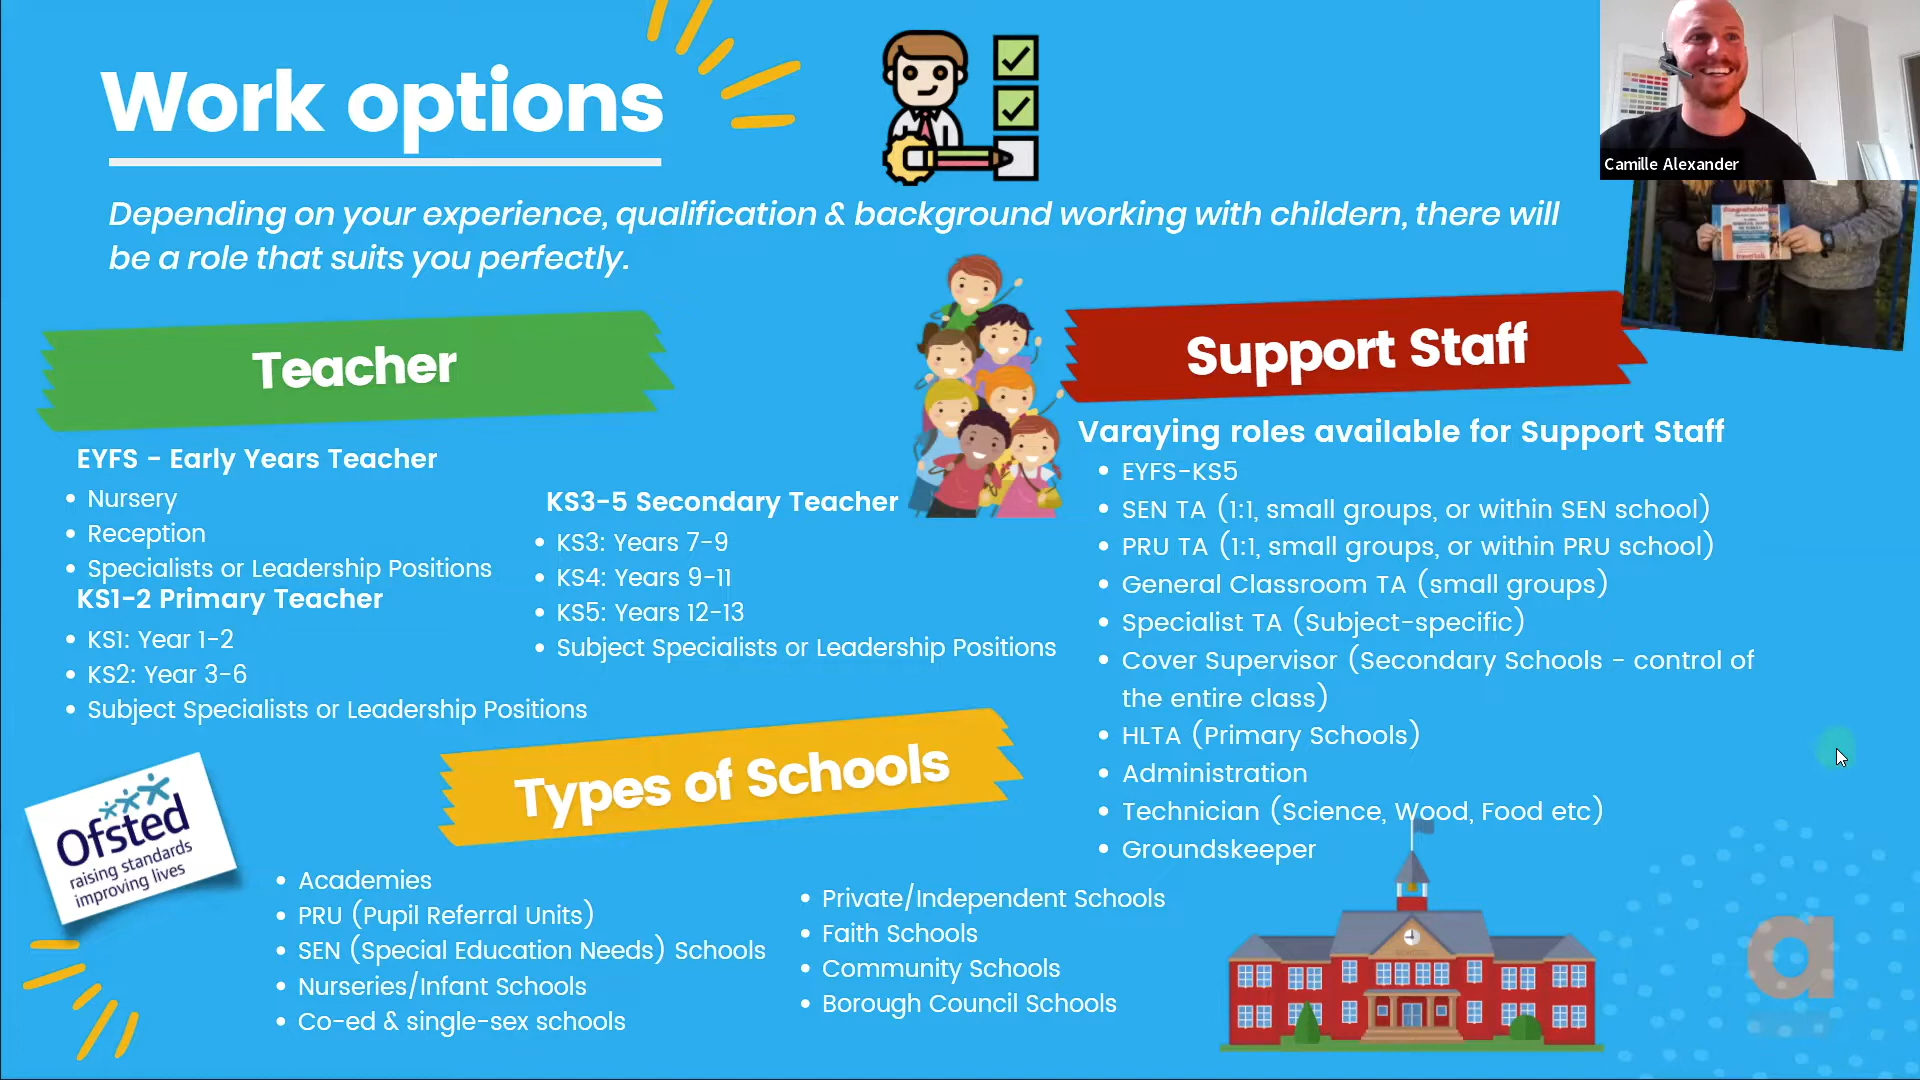 Work options
Camille Alexander
Depending on your experience, qualification & background working with childern, there will
be a role that suits you perfectly.
Teacher
EYFS - Early Years Teacher
• Nursery
• Reception
• Specialists or Leadership Positions
KS1-2 Primary Teacher
• KS1: Year 1-2
• KS2: Year 3-6
• Subject Specialists or Leadership Positions
KS3-5 Secondary Teacher
• KS3: Years 7-9
• KS4: Years 9-11
• KS5: Years 12-13
• Subject Specialists or Leadership Positions
Support Staff
Varaying roles available for Support Staff
• EYFS-KS5
• SEN TA (1:1, small groups, or within SEN school)
• PRU TA (1:1, small groups, or within PRU school)
• General Classroom TA (small groups)
• Specialist TA (Subject-specific)
• Cover Supervisor (Secondary Schools - control of
the entire class)
• HLTA (Primary Schools)
• Administration
• Technician (Science, Wood, Food etc)
• Groundskeeper
Types of Schools
• Academies
• PRU (Pupil Referral Units)
• SEN (Special Education Needs) Schools
• Nurseries/Infant Schools
• Co-ed & single-sex schools
• Private/Independent Schools
• Faith Schools
• Community Schools
• Borough Council Schools
Ofsted
raising standards
improving lives
SCHOOL
a